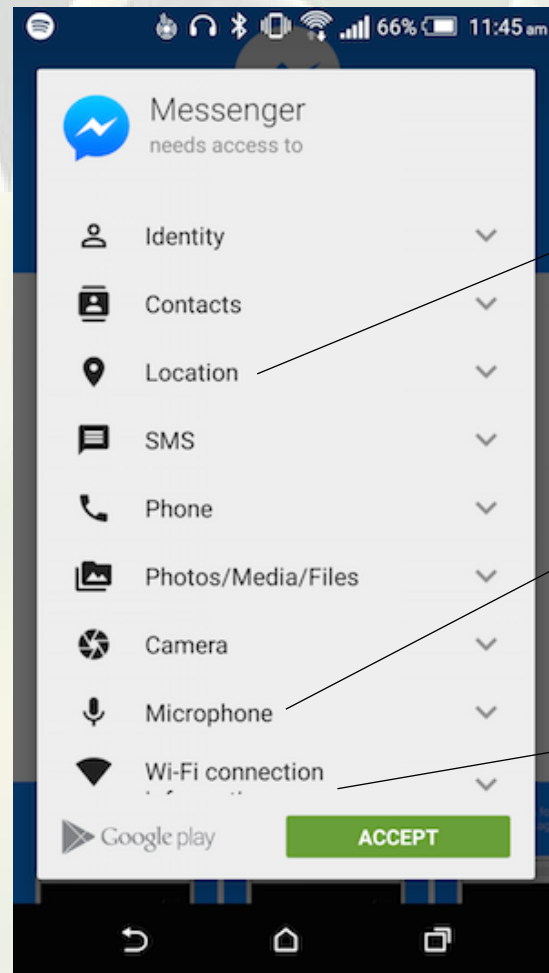 66% 11:45 am
Messenger
needs access to
Identity
Contacts
Location
SMS
Phone
Photos/Media/Files
Camera
Microphone
Wi-Fi connection
Google play
ACCEPT